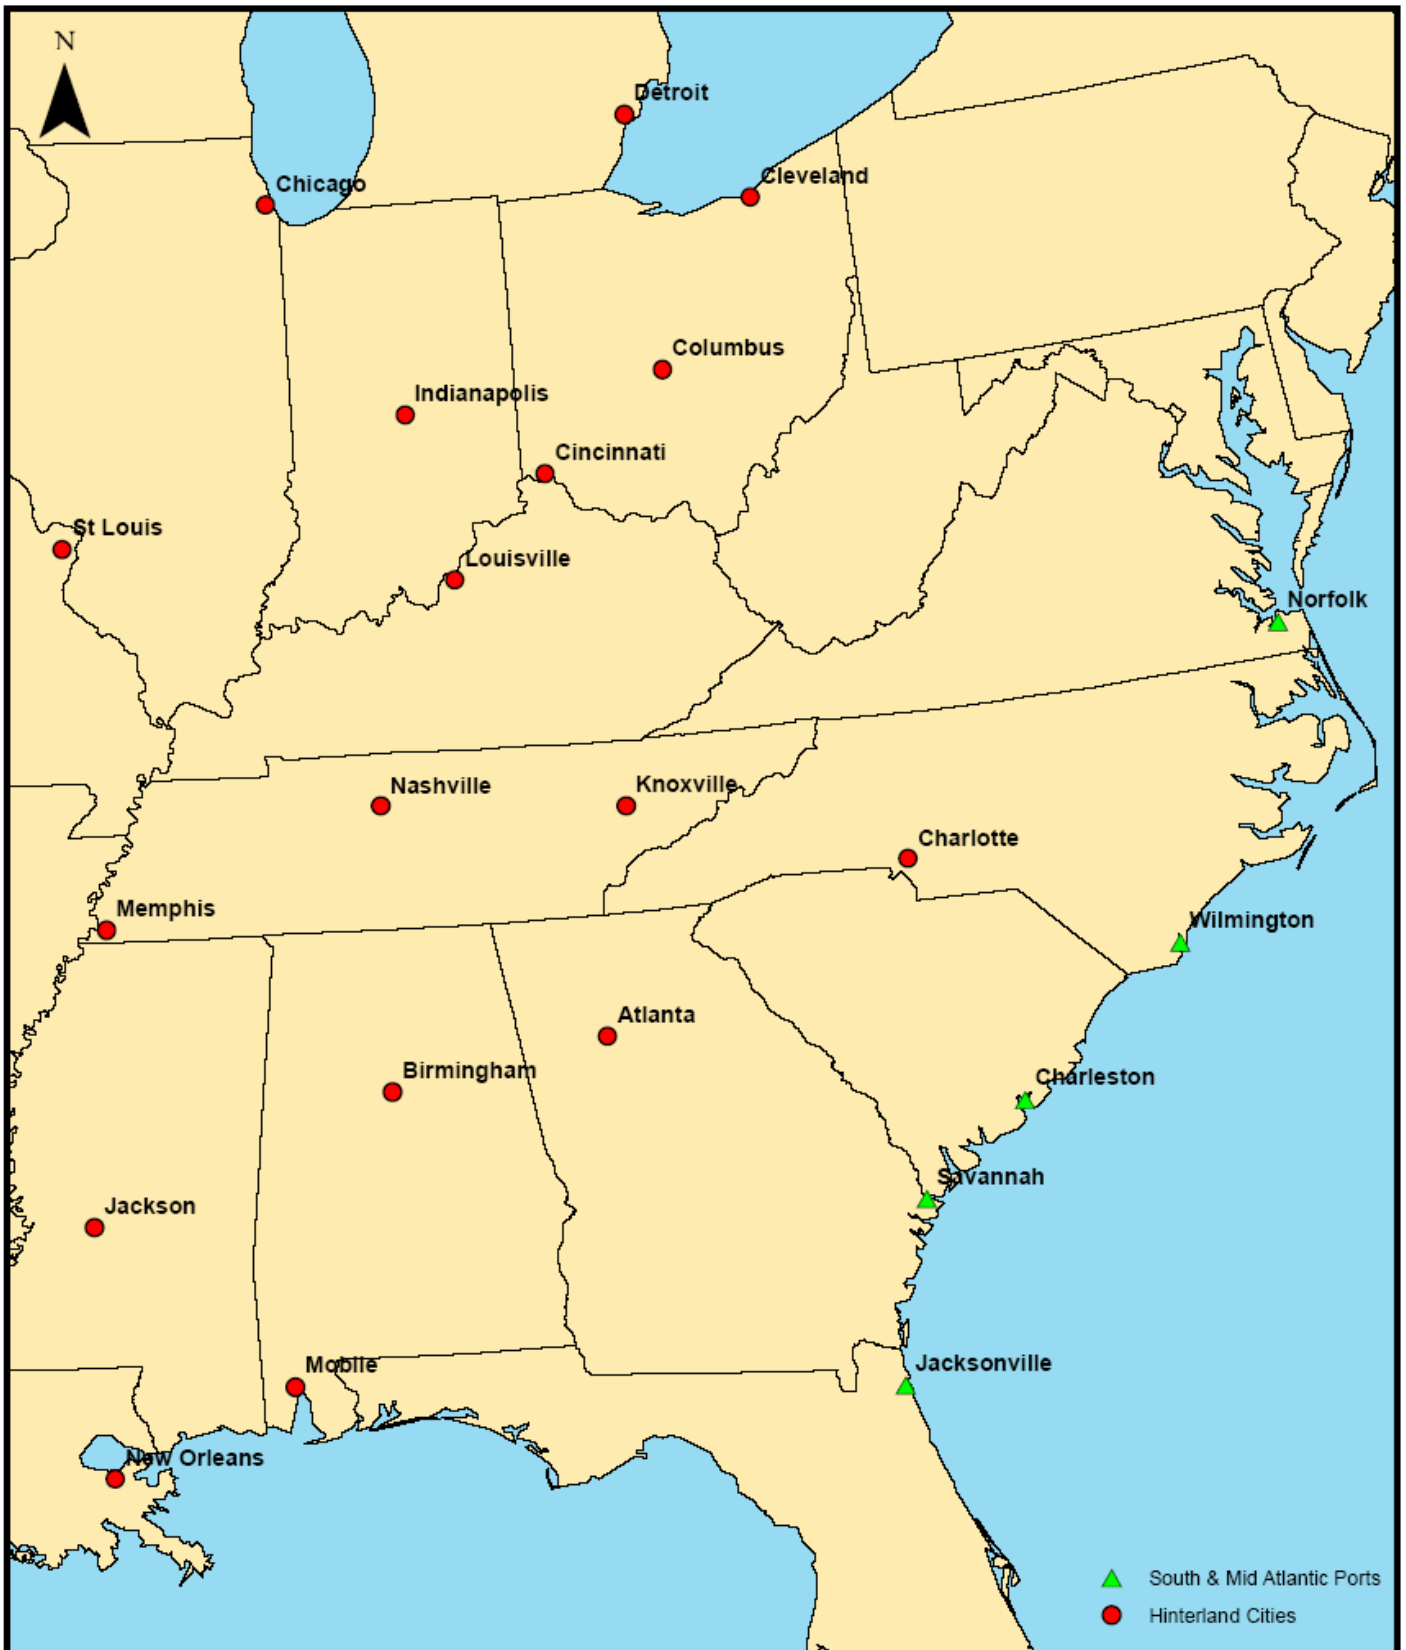 N
Detroit
Cleveland
Chicago
Columbus
Indianapolis
Cincinnati
St Louis
Louisville
Norfolk
Nashville
Knoxville
Charlotte
Memphis
Wilmington
Atlanta
Birmingham
Charleston
Savannah
Jackson
Jacksonville
Mobile
New Orleans
South & Mid Atlantic Ports
Hinterland Cities